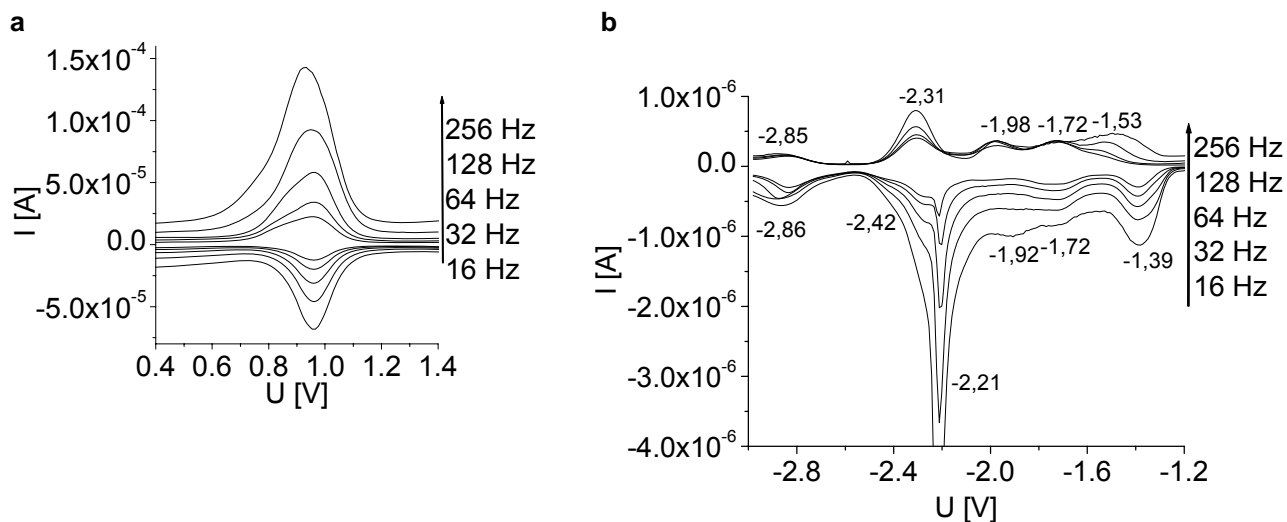 a
1.5x10-4
1.0x10-4
5.0x10-5
0.0
-5.0x10-5
I [A]
0.4 0.6 0.8 1.0 1.2 1.4
U [V]
256 Hz
128 Hz
64 Hz
32 Hz
16 Hz
b
1.0x10-6
0.0
-1.0x10-6
-2.0x10-6
-3.0x10-6
-4.0x10-6
I [A]
-2,31
-2,85
-1,98
-1,72
-1,53
-2,86
-2,42
-1,92
-1,72
-1,39
-2,21
-2.8 -2.4 -2.0 -1.6 -1.2
U [V]
256 Hz
128 Hz
64 Hz
32 Hz
16 Hz